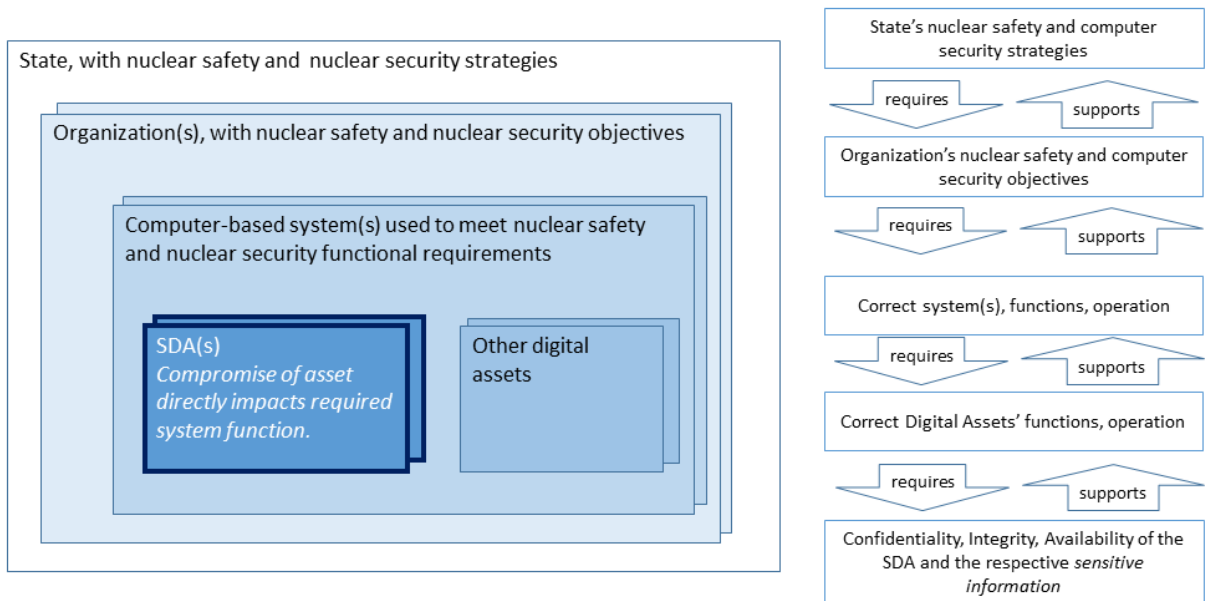 State, with nuclear safety and nuclear security strategies
Organization(s), with nuclear safety and nuclear security objectives
Computer-based system(s) used to meet nuclear safety
and nuclear security functional requirements
SDA(s)
Compromise of asset
directly impacts required
system function.
Other digital
assets
State's nuclear safety and computer
security strategies
requires
supports
Organization's nuclear safety and computer
security objectives
requires
supports
Correct system(s), functions, operation
requires
supports
Correct Digital Assets' functions, operation
requires
supports
Confidentiality, Integrity, Availability of the
SDA and the respective sensitive
information